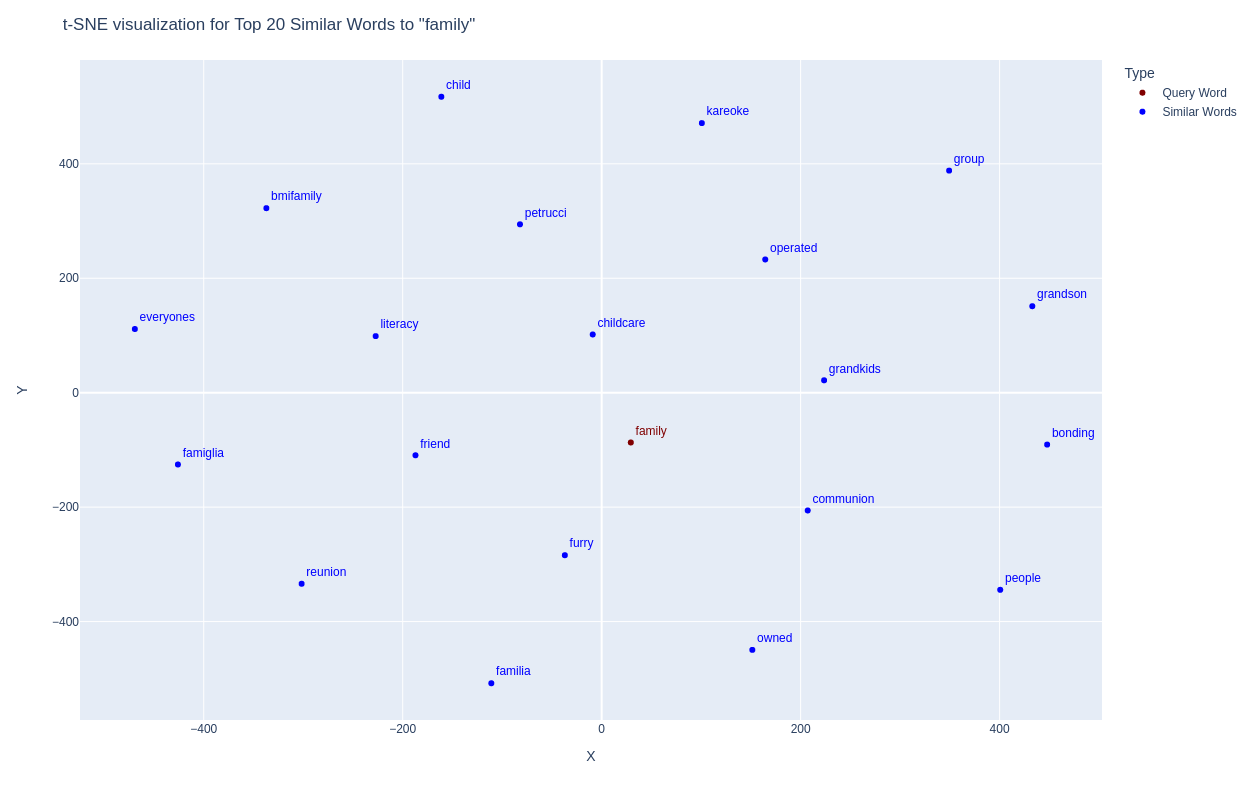 t-SNE visualization for Top 20 Similar Words to "family"
Type
Query Word
Similar Words
child
kareoke
group
bmifamily
petrucci
operated
grandson
everyones
literacy
childcare
grandkids
family
bonding
friend
famiglia
communion
furry
reunion
people
owned
familia
400
200
0
−200
−400
Y
−400
−200
0
200
400
X